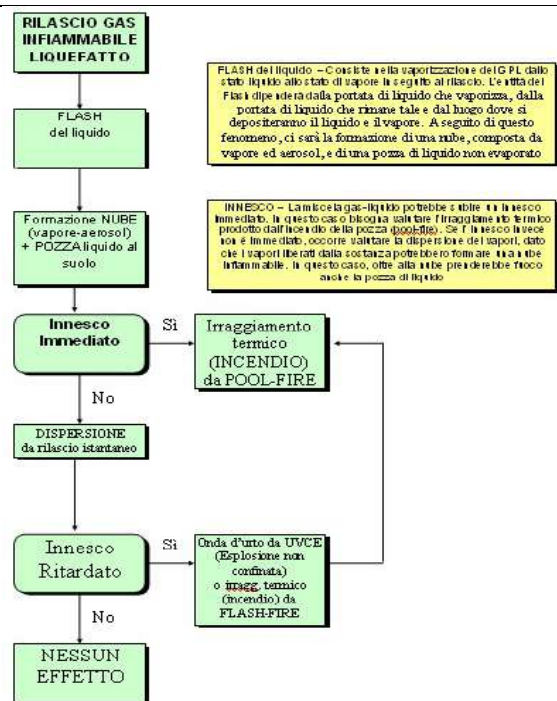 RILASCIO GAS
INFIAMMABILE
LIQUEFATTO
FLASH del liquido – Consiste nella vaporizzazione del GPL dallo
stato liquido allo stato di vapore in seguito al rilascio. L'entità del
Flash dipenderà dalla portata di liquido che vaporizza, dalla
portata di liquido che rimane tale e dal luogo dove si
depositeranno il liquido e il vapore. A seguito di questo
fenomeno, ci sarà la formazione di una nube, composta da
vapore ed aerosol, e di una pozza di liquido non evaporato
FLASH
del liquido
INNESCO – La miscela gas-liquido potrebbe subire un innesco
immediato. In questo caso bisogna valutare l'irraggiamento termico
prodotto dall'incendio della pozza (pool-fire). Se l' innesco invece
non è immediato, occorre valutare la dispersione dei vapori, dato
che i vapori liberati dalla sostanza potrebbero formare una nube
infiammabile. In questo caso, oltre alla nube prenderebbe fuoco
anche la pozza di liquido
Formazione NUBE
(vapore-aerosol)
+ POZZA liquido al
suolo
Innesco
Immediato
Sì
Irraggiamento
termico
(INCENDIO)
da POOL-FIRE
No
DISPERSIONE
da rilascio istantaneo
Innesco
Ritardato
Sì
Onda d'urto da UVCE
(Esplosione non
confinata)
o irragg. termico
(incendio) da
FLASH-FIRE
No
NESSUN
EFFETTO